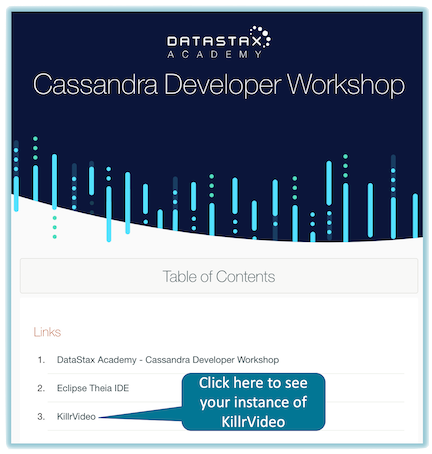 DATASTAX
ACADEMY
Cassandra Developer Workshop
Table of Contents
Links
1. DataStax Academy - Cassandra Developer Workshop
2. Eclipse Theia IDE
3. KillrVideo
Click here to see
your instance of
KillrVideo